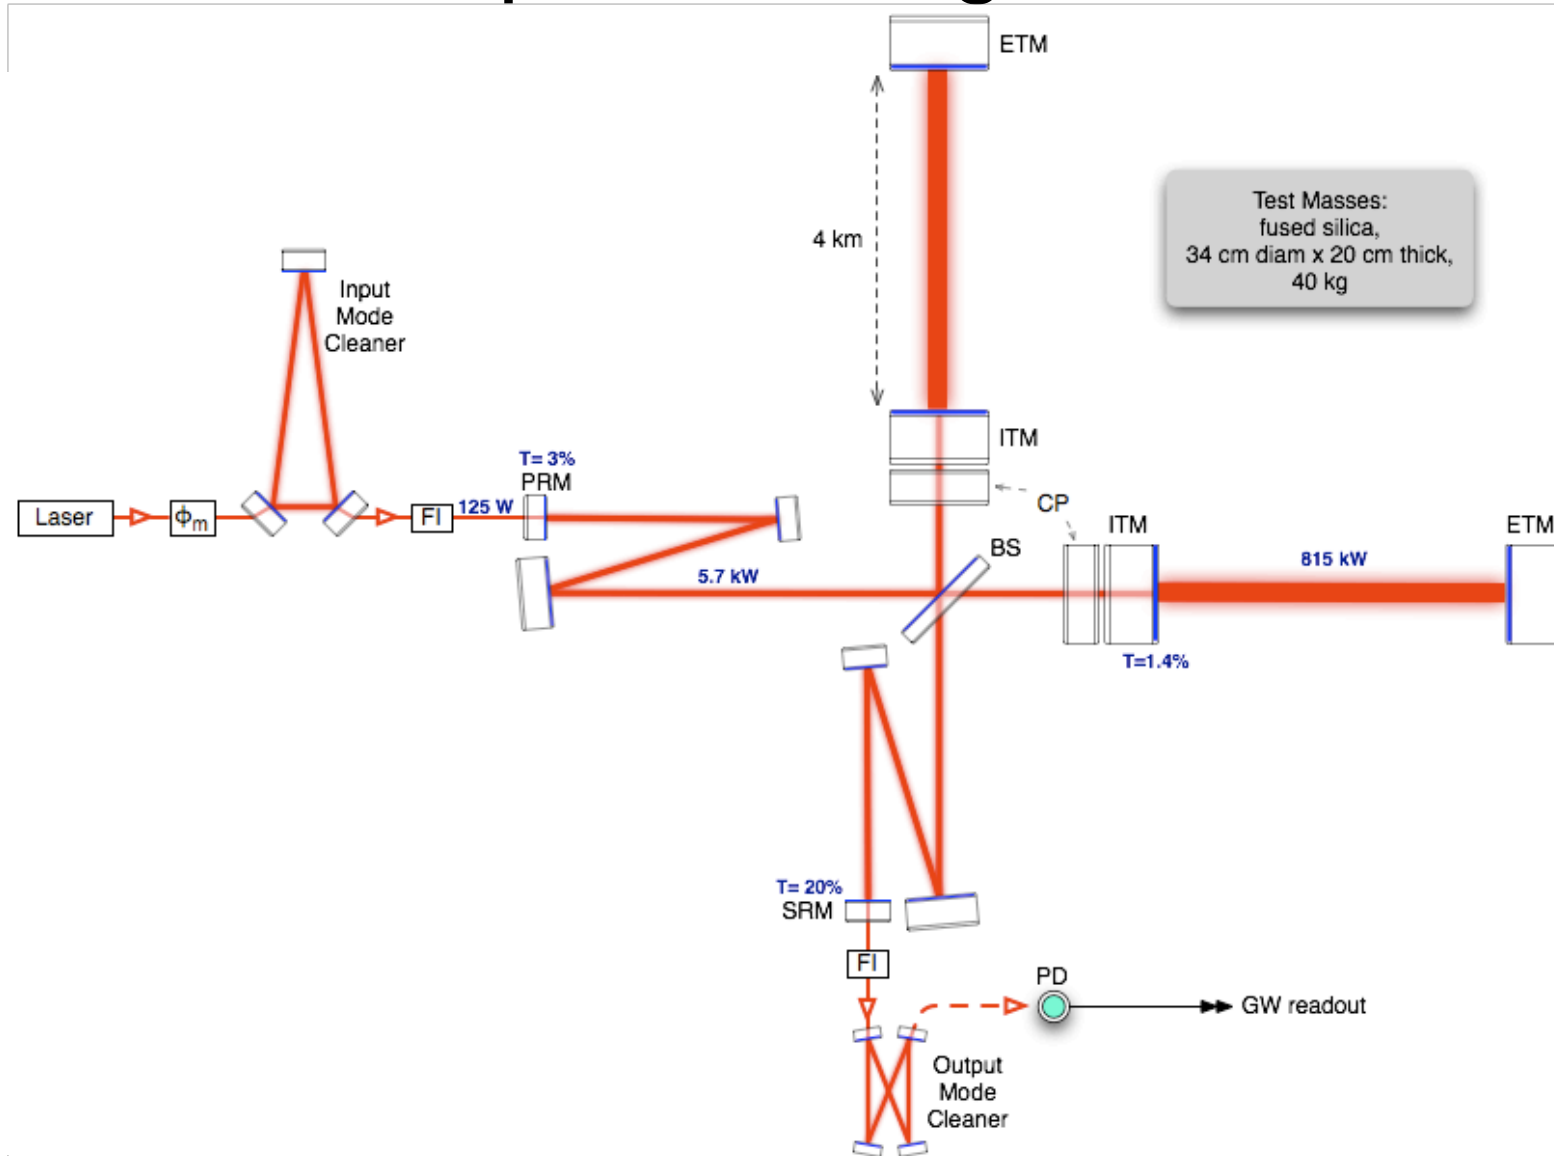 ETM
4 km
Test Masses:
fused silica,
34 cm diam x 20 cm thick,
40 kg
Input
Mode
Cleaner
ITM
T= 3%
PRM
CP
Laser
Φm
FI
125 W
BS
ITM
ETM
5.7 kW
815 kW
T=1.4%
T= 20%
SRM
FI
PD
GW readout
Output
Mode
Cleaner